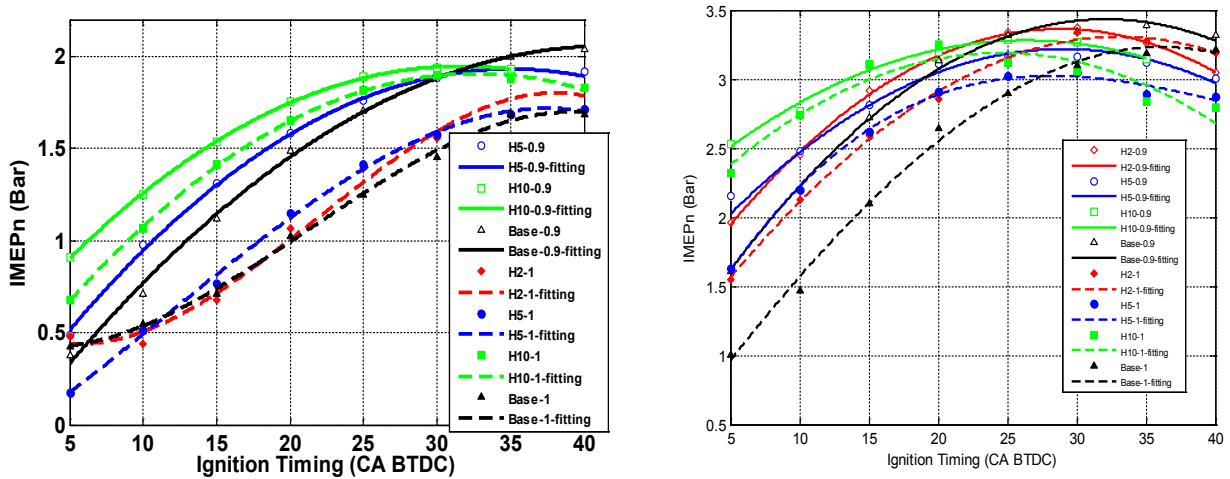 2
1.5
1
0.5
0
IMEPn (Bar)
5 10 15 20 25 30 35 40
Ignition Timing (CA BTDC)
H5-0.9
H5-0.9-fitting
H10-0.9
H10-0.9-fitting
Base-0.9
Base-0.9-fitting
H2-1
H2-1-fitting
H5-1
H5-1-fitting
H10-1
H10-1-fitting
Base-1
Base-1-fitting
3.5
3
2.5
2
1.5
1
0.5
IMEPn (Bar)
5 10 15 20 25 30 35 40
Ignition Timing (CA BTDC)
H2-0.9
H2-0.9-fitting
H5-0.9
H5-0.9-fitting
H10-0.9
H10-0.9-fitting
Base-0.9
Base-0.9-fitting
H2-1
H2-1-fitting
H5-1
H5-1-fitting
H10-1
H10-1-fitting
Base-1
Base-1-fitting